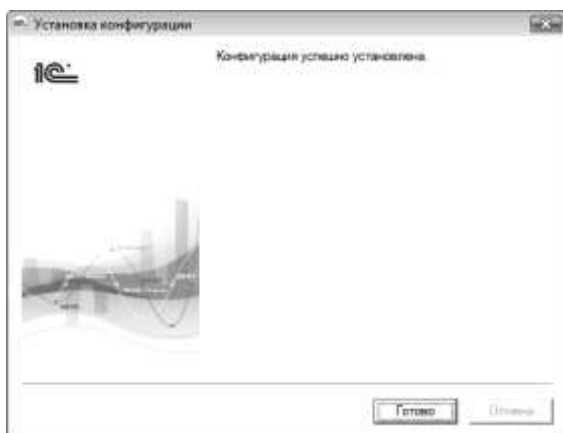 Установка конфигурации
1С
Конфигурация успешно установлена.
Готово
Отмена